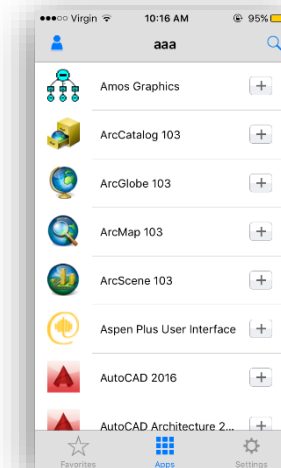 Virgin 10:16 AM 95%
aaa
Amos Graphics
ArcCatalog 103
ArcGlobe 103
ArcMap 103
ArcScene 103
Aspen Plus User Interface
AutoCAD 2016
AutoCAD Architecture 2...
Favorites Apps Settings